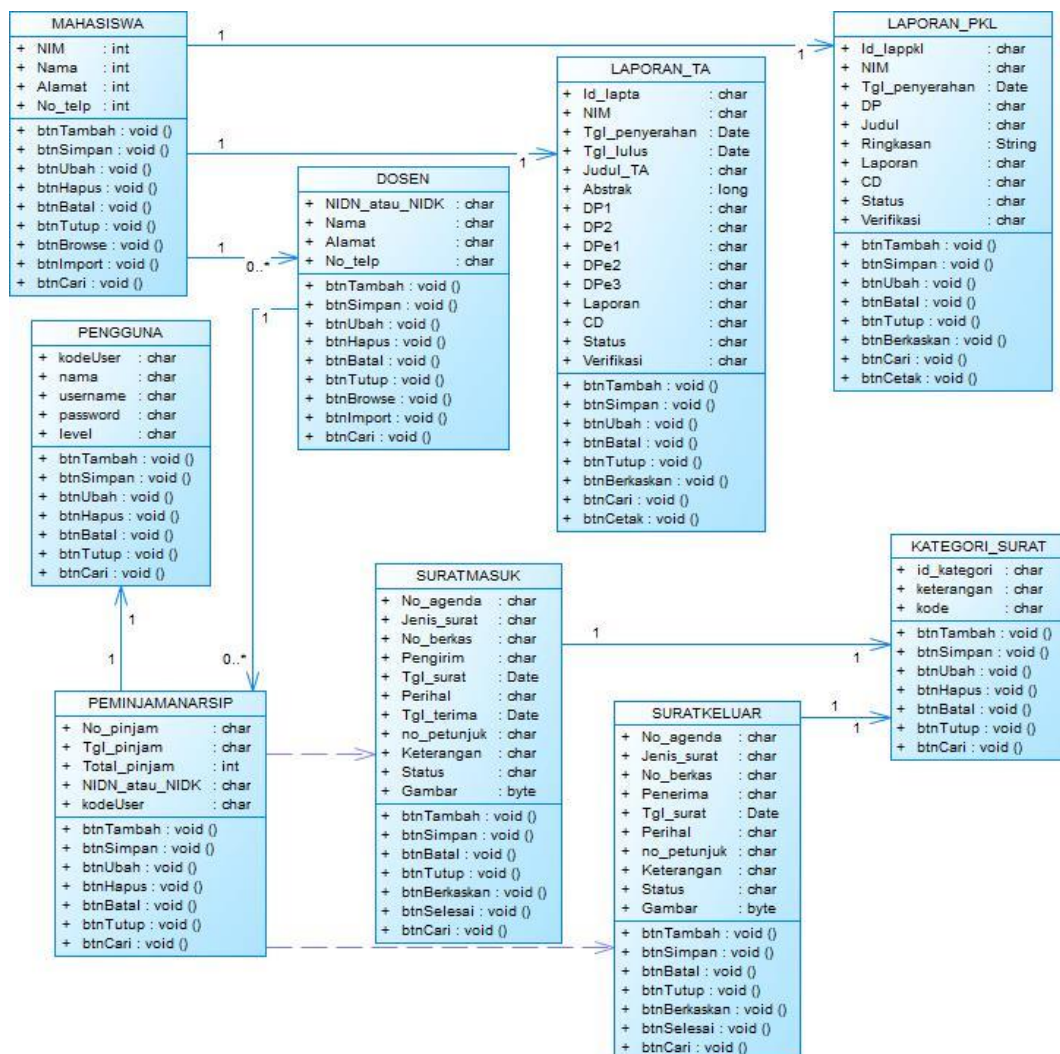 MAHASISWA
+ NIM : int
+ Nama : int
+ Alamat : int
+ No_telp : int
+ btnTambah : void ()
+ btnSimpan : void ()
+ btnUbah : void ()
+ btnHapus : void ()
+ btnBatal : void ()
+ btnTutup : void ()
+ btnBrowse : void ()
+ btnImport : void ()
+ btnCari : void ()
1
1
1
1
1
0..*
LAPORAN_PKL
+ Id_lappkl : char
+ NIM : char
+ Tgl_penyerahan : Date
+ DP : char
+ Judul : char
+ Ringkasan : String
+ Laporan : char
+ CD : char
+ Status : char
+ Verifikasi : char
+ btnTambah : void ()
+ btnSimpan : void ()
+ btnUbah : void ()
+ btnBatal : void ()
+ btnTutup : void ()
+ btnBerkaskan : void ()
+ btnCari : void ()
+ btnCetak : void ()
LAPORAN_TA
+ Id_lapta : char
+ NIM : char
+ Tgl_penyerahan : Date
+ Tgl_lulus : Date
+ Judul_TA : char
+ Abstrak : long
+ DP1 : char
+ DP2 : char
+ DPe1 : char
+ DPe2 : char
+ DPe3 : char
+ Laporan : char
+ CD : char
+ Status : char
+ Verifikasi : char
+ btnTambah : void ()
+ btnSimpan : void ()
+ btnUbah : void ()
+ btnBatal : void ()
+ btnTutup : void ()
+ btnBerkaskan : void ()
+ btnCari : void ()
+ btnCetak : void ()
DOSEN
+ NIDN_atau_NIDK : char
+ Nama : char
+ Alamat : char
+ No_telp : char
+ btnTambah : void ()
+ btnSimpan : void ()
+ btnUbah : void ()
+ btnHapus : void ()
+ btnBatal : void ()
+ btnTutup : void ()
+ btnBrowse : void ()
+ btnImport : void ()
+ btnCari : void ()
1
0..*
PENGGUNA
+ kodeUser : char
+ nama : char
+ username : char
+ password : char
+ level : char
+ btnTambah : void ()
+ btnSimpan : void ()
+ btnUbah : void ()
+ btnHapus : void ()
+ btnBatal : void ()
+ btnTutup : void ()
+ btnCari : void ()
1
1
PEMINJAMANARSIP
+ No_pinjam : char
+ Tgl_pinjam : char
+ Total_pinjam : int
+ NIDN_atau_NIDK : char
+ kodeUser : char
+ btnTambah : void ()
+ btnSimpan : void ()
+ btnUbah : void ()
+ btnHapus : void ()
+ btnBatal : void ()
+ btnTutup : void ()
+ btnCari : void ()
SURATMASUK
+ No_agenda : char
+ Jenis_surat : char
+ No_berkas : char
+ Pengirim : char
+ Tgl_surat : Date
+ Perihal : char
+ Tgl_terima : Date
+ no_petunjuk : char
+ Keterangan : char
+ Status : char
+ Gambar : byte
+ btnTambah : void ()
+ btnSimpan : void ()
+ btnBatal : void ()
+ btnTutup : void ()
+ btnBerkaskan : void ()
+ btnSelesai : void ()
+ btnCari : void ()
1
1
KATEGORI_SURAT
+ id_kategori : char
+ keterangan : char
+ kode : char
+ btnTambah : void ()
+ btnSimpan : void ()
+ btnUbah : void ()
+ btnHapus : void ()
+ btnBatal : void ()
+ btnTutup : void ()
+ btnCari : void ()
1
1
SURATKELUAR
+ No_agenda : char
+ Jenis_surat : char
+ No_berkas : char
+ Penerima : char
+ Tgl_surat : Date
+ Perihal : char
+ no_petunjuk : char
+ Keterangan : char
+ Status : char
+ Gambar : byte
+ btnTambah : void ()
+ btnSimpan : void ()
+ btnBatal : void ()
+ btnTutup : void ()
+ btnBerkaskan : void ()
+ btnSelesai : void ()
+ btnCari : void ()